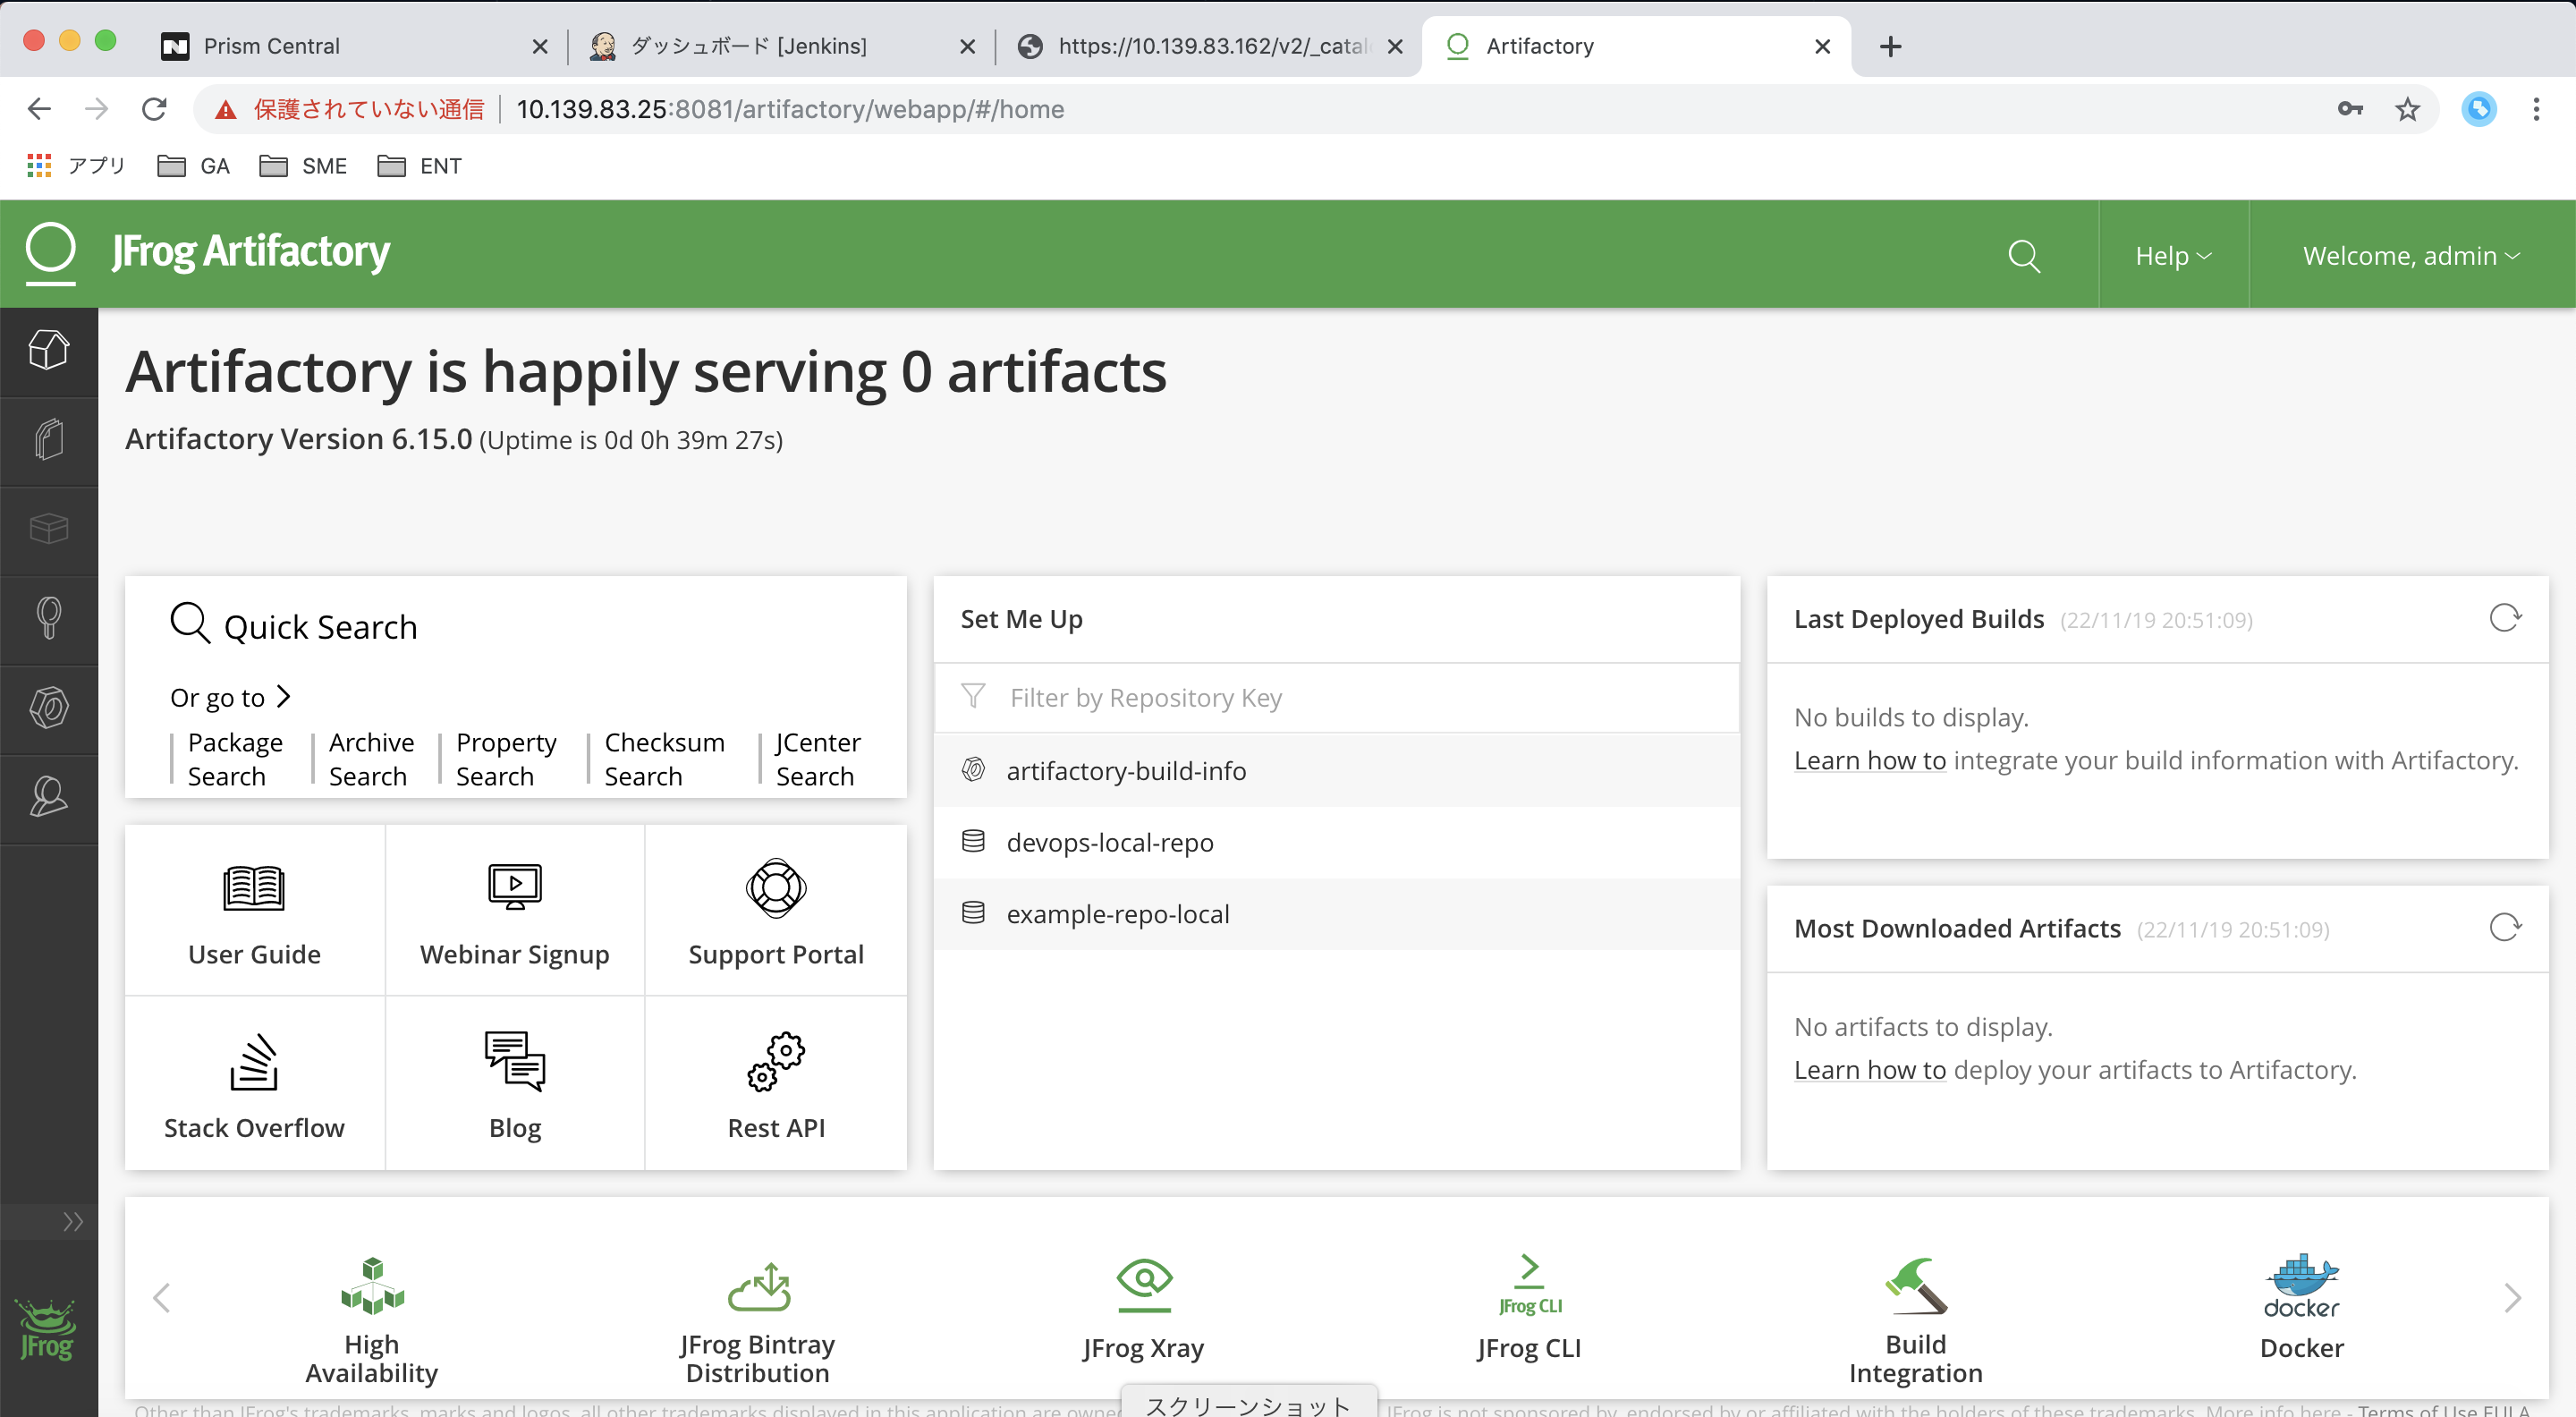 Prism Central
ダッシュボード [Jenkins]
https://10.139.83.162/v2/_catal
Artifactory
保護されていない通信
10.139.83.25:8081/artifactory/webapp/#/home
アプリ
GA
SME
ENT
JFrog Artifactory
Help
Welcome, admin
Artifactory is happily serving 0 artifacts
Artifactory Version 6.15.0 (Uptime is 0d 0h 39m 27s)
Quick Search
Or go to
Package Search
Archive Search
Property Search
Checksum Search
JCenter Search
User Guide
Webinar Signup
Support Portal
Stack Overflow
Blog
Rest API
Set Me Up
Filter by Repository Key
artifactory-build-info
devops-local-repo
example-repo-local
Last Deployed Builds (22/11/19 20:51:09)
No builds to display.
Learn how to integrate your build information with Artifactory.
Most Downloaded Artifacts (22/11/19 20:51:09)
No artifacts to display.
Learn how to deploy your artifacts to Artifactory.
JFrog
High
Availability
JFrog Bintray
Distribution
JFrog Xray
JFrog CLI
JFrog CLI
Build
Integration
docker
Docker
スクリーンショット
Other than JFrog's trademarks, marks and logos, all other trademarks displayed in this application are owne
JFrog is not sponsored by, endorsed by or affiliated with the holders of these trademarks. More info here - Terms of Use EULA